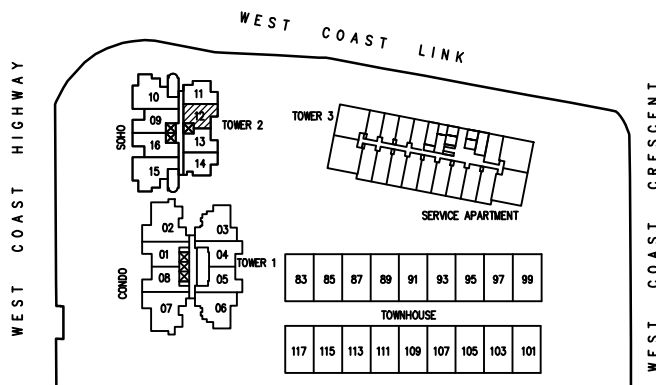 WEST COAST LINK
WEST COAST HIGHWAY
WEST COAST CRESCENT
10
11
09
12
TOWER 2
SOHO
16
13
15
14
TOWER 3
SERVICE APARTMENT
02
03
01
04
TOWER 1
CONDO
08
05
07
06
83 85 87 89 91 93 95 97 99
TOWNHOUSE
117 115 113 111 109 107 105 103 101